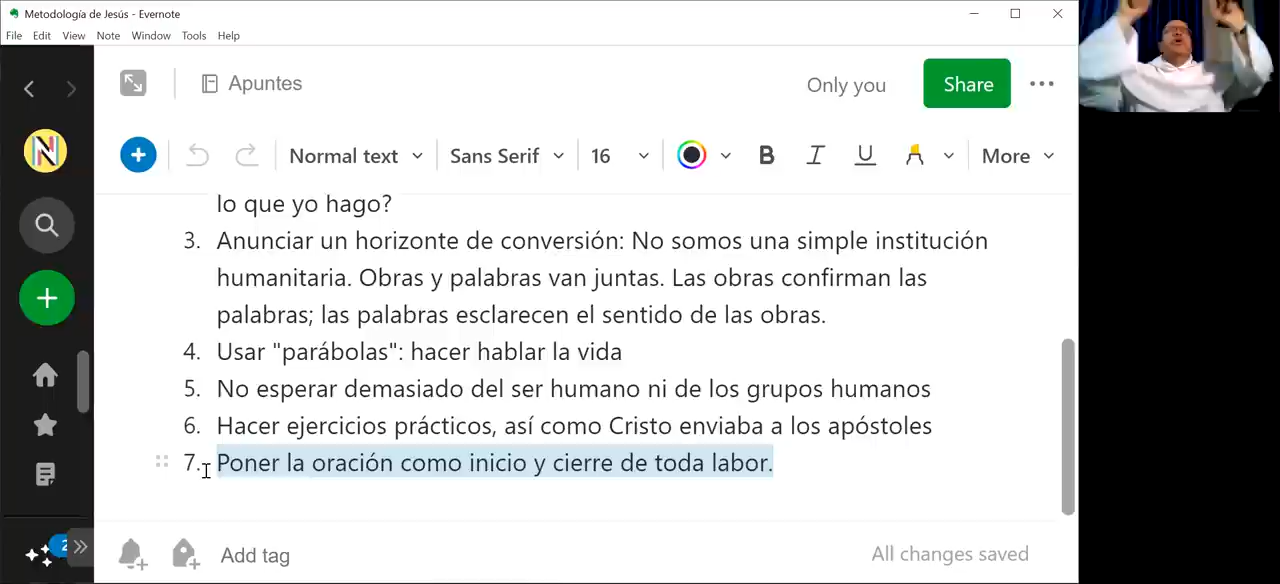 Metodología de Jesús - Evernote
File Edit View Note Window Tools Help
Apuntes
Only you
Share
Normal text
Sans Serif
16
B I U
More
lo que yo hago?
3. Anunciar un horizonte de conversión: No somos una simple institución
humanitaria. Obras y palabras van juntas. Las obras confirman las
palabras; las palabras esclarecen el sentido de las obras.
4. Usar "parábolas": hacer hablar la vida
5. No esperar demasiado del ser humano ni de los grupos humanos
6. Hacer ejercicios prácticos, así como Cristo enviaba a los apóstoles
7. Poner la oración como inicio y cierre de toda labor.
2
Add tag
All changes saved